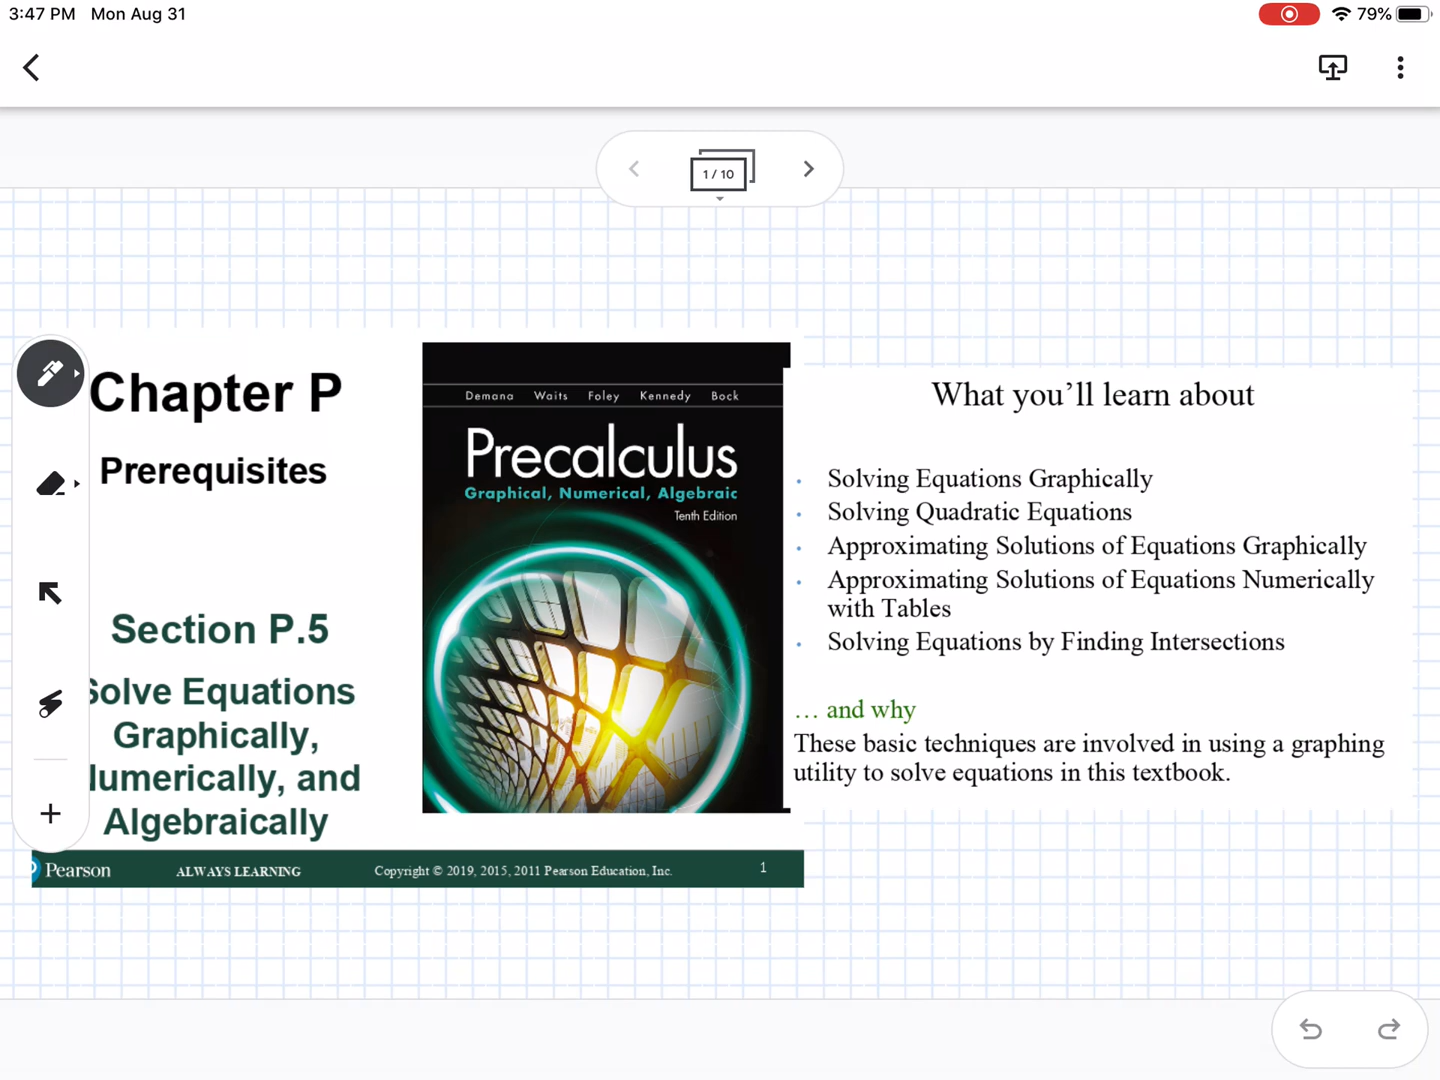 3:47 PM Mon Aug 31
79%
1 / 10
Chapter P
Prerequisites
Section P.5
Solve Equations
Graphically,
Numerically, and
Algebraically
Demana Waits Foley Kennedy Bock
Precalculus
Graphical, Numerical, Algebraic
Tenth Edition
What you’ll learn about
• Solving Equations Graphically
• Solving Quadratic Equations
• Approximating Solutions of Equations Graphically
• Approximating Solutions of Equations Numerically
with Tables
• Solving Equations by Finding Intersections
… and why
These basic techniques are involved in using a graphing
utility to solve equations in this textbook.
Pearson ALWAYS LEARNING Copyright © 2019, 2015, 2011 Pearson Education, Inc. 1